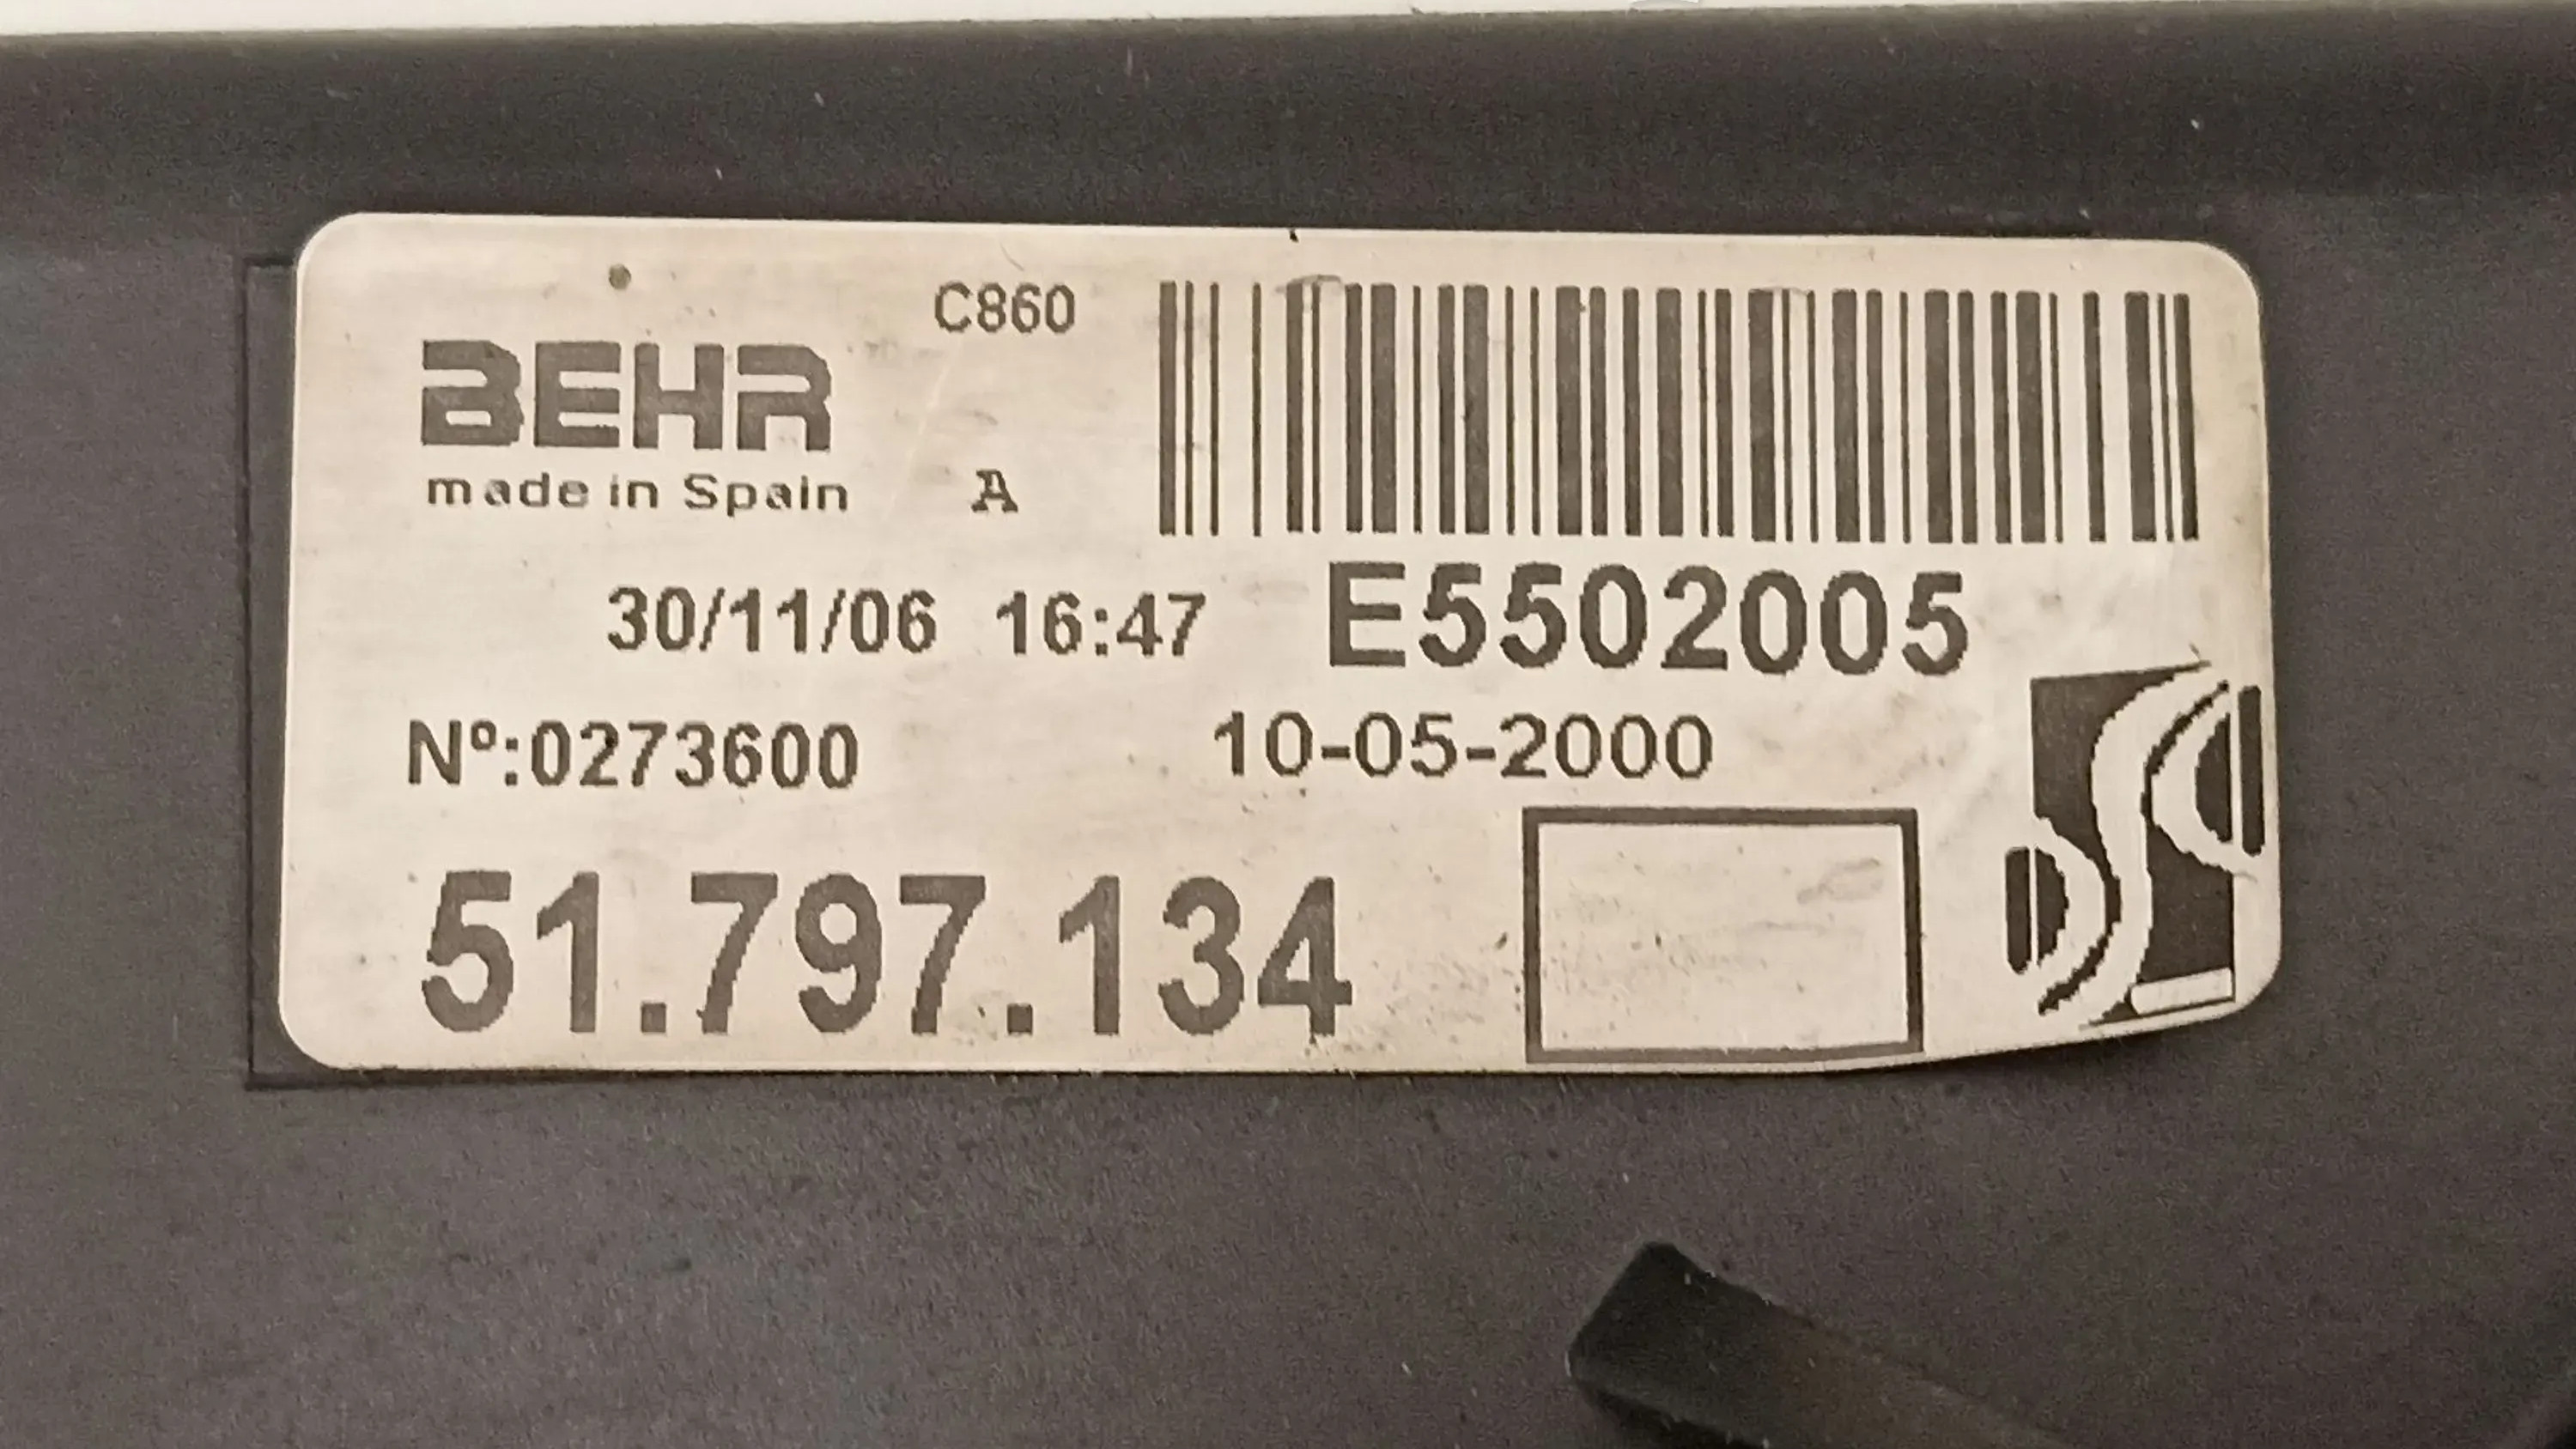 C860
BEHR
made in Spain A
30/11/06 16:47 E5502005
Nº:0273600 10-05-2000
51.797.134